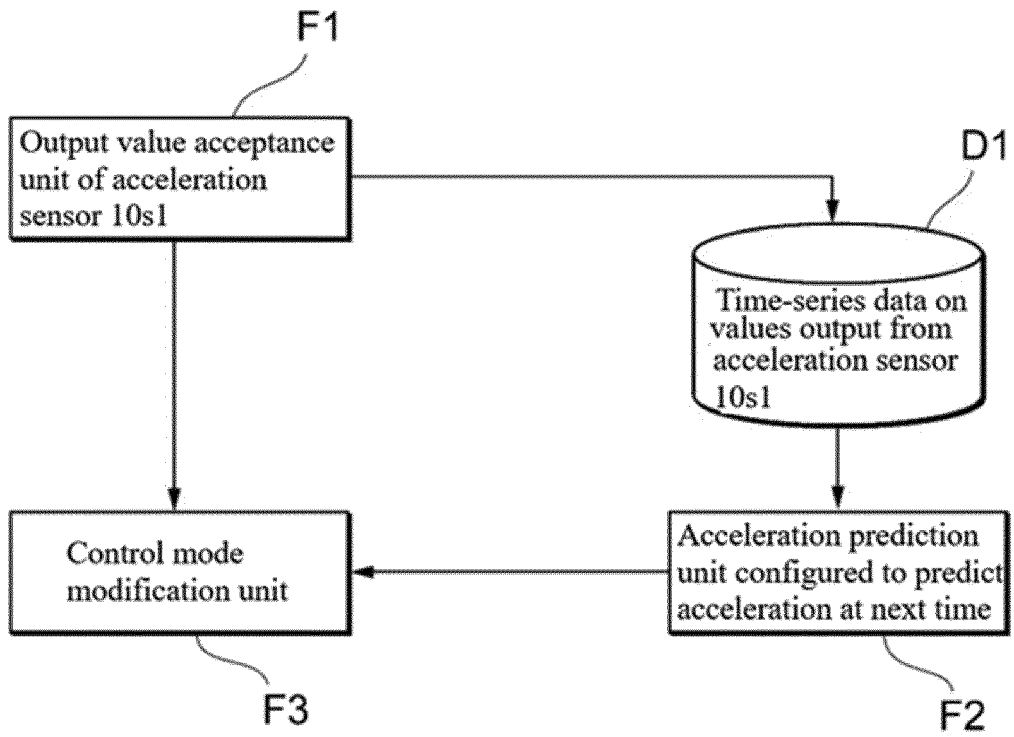 F1
Output value acceptance
unit of acceleration
sensor 10s1
D1
Time-series data on
values output from
acceleration sensor
10s1
Control mode
modification unit
F3
Acceleration prediction
unit configured to predict
acceleration at next time
F2